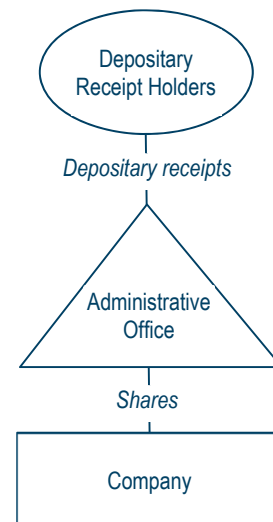 Depositary
Receipt Holders
Depositary receipts
Administrative
Office
Shares
Company